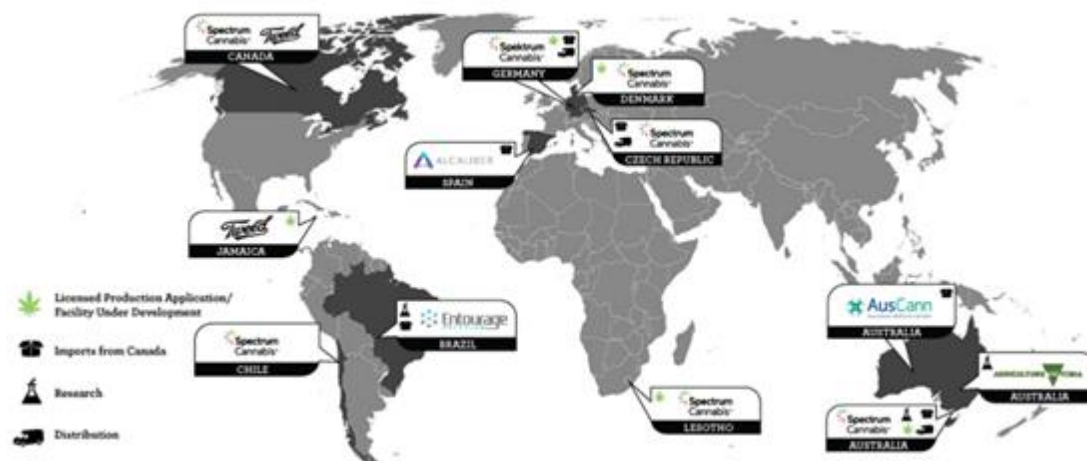 Spectrum
Cannabis
Tweed
CANADA
Spektrum
Cannabis
GERMANY
Spectrum
Cannabis
DENMARK
Spectrum
Cannabis
CZECH REPUBLIC
ALCALIBER
SPAIN
Tweed
JAMAICA
Licensed Production Application/
Facility Under Development
Imports from Canada
Research
Distribution
Spectrum
Cannabis
CHILE
Entourage
BRAZIL
Spectrum
Cannabis
LESOTHO
AusCann
AUSTRALIA
AUSTRALIA
Spectrum
Cannabis
AUSTRALIA